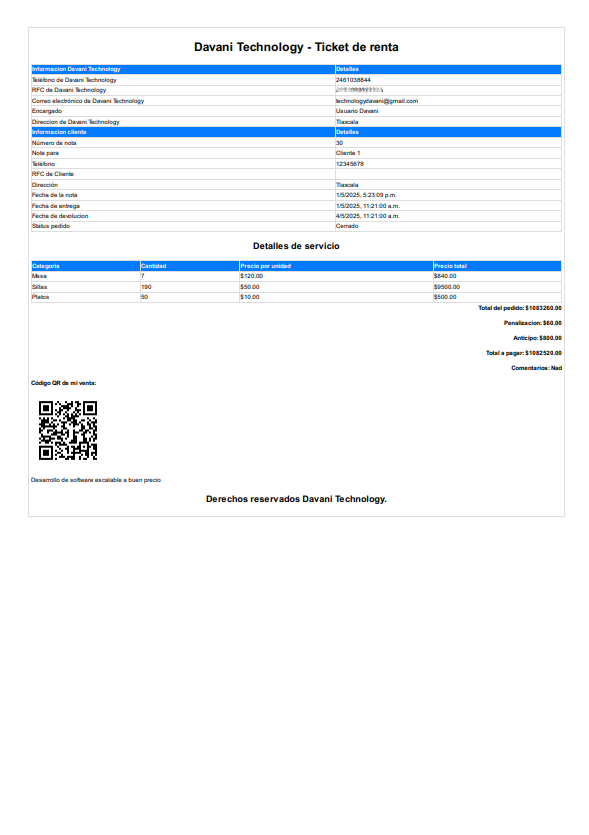 Davani Technology - Ticket de renta
Informacion Davani Technology Detalles
Teléfono de Davani Technology 2461038844
RFC de Davani Technology
Correo electrónico de Davani Technology technologydavani@gmail.com
Encargado Usuario Davani
Direccion de Davani Technology Tlaxcala
Informacion cliente Detalles
Número de nota 30
Nota para Cliente 1
Teléfono 12345678
RFC de Cliente
Dirección Tlaxcala
Fecha de la nota 1/5/2025, 5:23:09 p.m.
Fecha de entrega 1/5/2025, 11:21:00 a.m.
Fecha de devolucion 4/5/2025, 11:21:00 a.m.
Status pedido Cerrado
Detalles de servicio
Categoria Cantidad Precio por unidad Precio total
Mesa 7 $120.00 $840.00
Sillas 190 $50.00 $9500.00
Platos 50 $10.00 $500.00
Total del pedido: $1083260.00
Penalizacion: $60.00
Anticipo: $800.00
Total a pagar: $1082520.00
Comentarios: Nad
Código QR de mi venta:
Desarrollo de software escalable a buen precio
Derechos reservados Davani Technology.